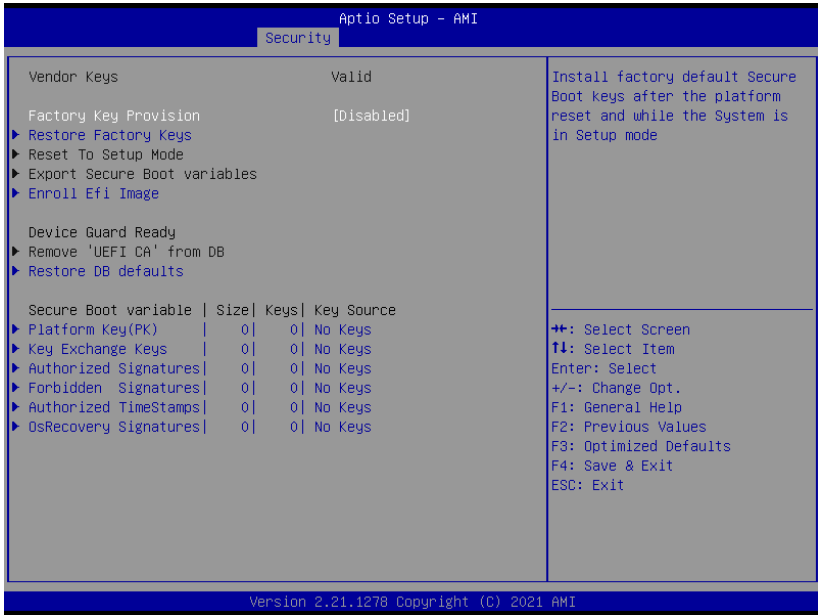 Aptio Setup – AMI
Security
Vendor Keys Valid
Factory Key Provision [Disabled]
Restore Factory Keys
Reset To Setup Mode
Export Secure Boot variables
Enroll Efi Image
Device Guard Ready
Remove 'UEFI CA' from DB
Restore DB defaults
Secure Boot variable | Size| Keys| Key Source
Platform Key(PK) | 0| 0| No Keys
Key Exchange Keys | 0| 0| No Keys
Authorized Signatures| 0| 0| No Keys
Forbidden Signatures| 0| 0| No Keys
Authorized TimeStamps| 0| 0| No Keys
OsRecovery Signatures| 0| 0| No Keys
Install factory default Secure
Boot keys after the platform
reset and while the System is
in Setup mode
→←: Select Screen
↑↓: Select Item
Enter: Select
+/-: Change Opt.
F1: General Help
F2: Previous Values
F3: Optimized Defaults
F4: Save & Exit
ESC: Exit
Version 2.21.1278 Copyright (C) 2021 AMI